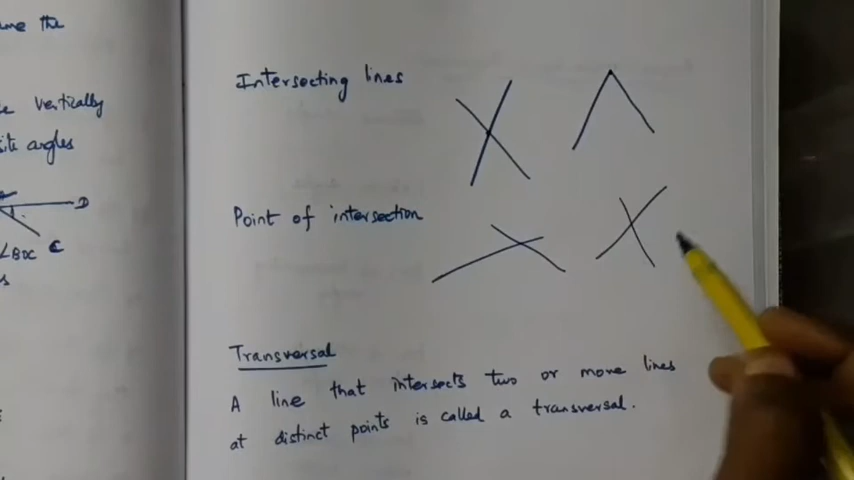 me the
vertically
angles
D
∠BOC C
Intersecting lines
Point of intersection
Transversal
A line that intersects two or more lines
at distinct points is called a transversal.